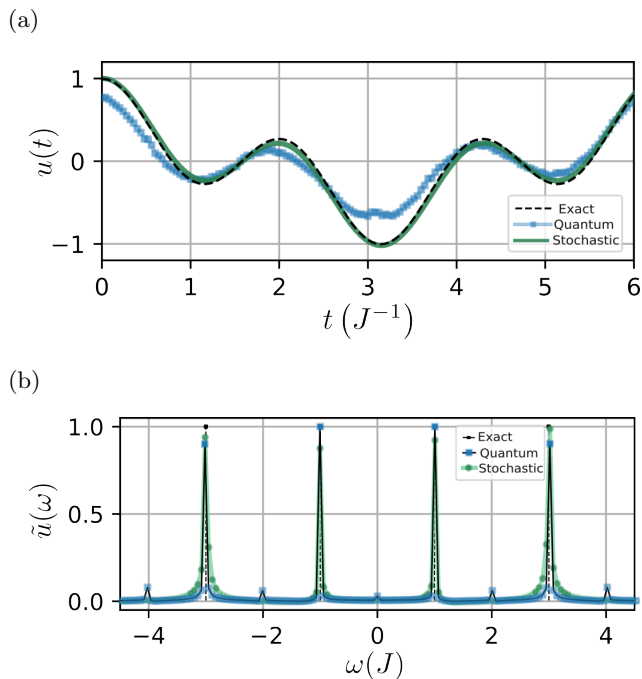 (a)
1
0
−1
u(t)
Exact
Quantum
Stochastic
0 1 2 3 4 5 6
t (J⁻¹)
(b)
1.0
0.5
0.0
ũ(ω)
Exact
Quantum
Stochastic
−4 −2 0 2 4
ω(J)